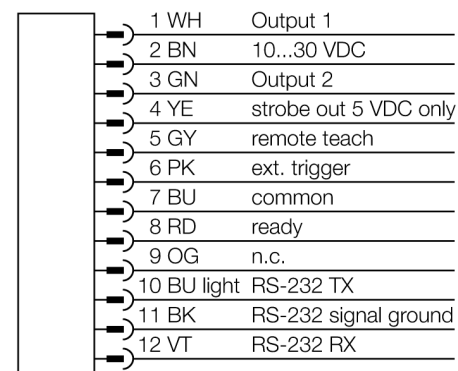 1 WH Output 1
2 BN 10...30 VDC
3 GN Output 2
4 YE strobe out 5 VDC only
5 GY remote teach
6 PK ext. trigger
7 BU common
8 RD ready
9 OG n.c.
10 BU light RS-232 TX
11 BK RS-232 signal ground
12 VT RS-232 RX